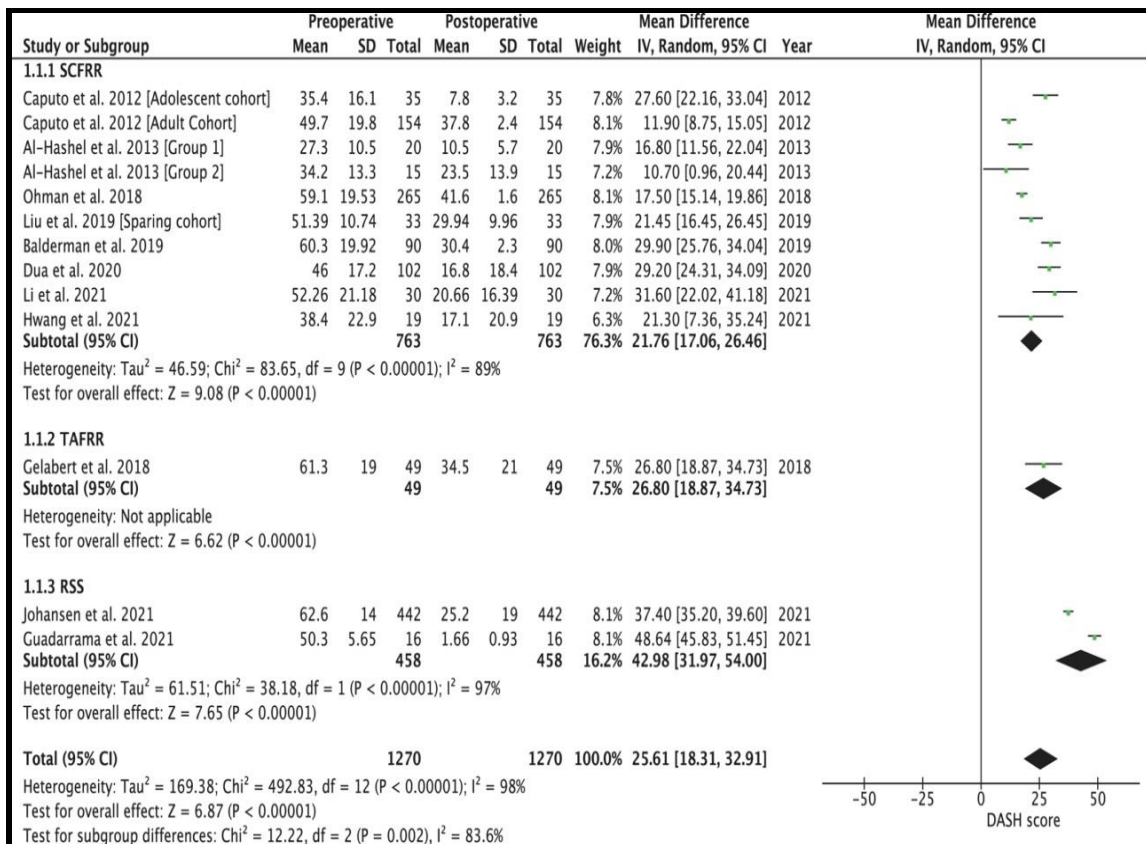 Preoperative Postoperative Mean Difference Mean Difference
Study or Subgroup Mean SD Total Mean SD Total Weight IV, Random, 95% CI Year IV, Random, 95% CI
1.1.1 SCFRR
Caputo et al. 2012 [Adolescent cohort] 35.4 16.1 35 7.8 3.2 35 7.8% 27.60 [22.16, 33.04] 2012
Caputo et al. 2012 [Adult Cohort] 49.7 19.8 154 37.8 2.4 154 8.1% 11.90 [8.75, 15.05] 2012
Al-Hashel et al. 2013 [Group 1] 27.3 10.5 20 10.5 5.7 20 7.9% 16.80 [11.56, 22.04] 2013
Al-Hashel et al. 2013 [Group 2] 34.2 13.3 15 23.5 13.9 15 7.2% 10.70 [0.96, 20.44] 2013
Ohman et al. 2018 59.1 19.53 265 41.6 1.6 265 8.1% 17.50 [15.14, 19.86] 2018
Liu et al. 2019 [Sparing cohort] 51.39 10.74 33 29.94 9.96 33 7.9% 21.45 [16.45, 26.45] 2019
Balderman et al. 2019 60.3 19.92 90 30.4 2.3 90 8.0% 29.90 [25.76, 34.04] 2019
Dua et al. 2020 46 17.2 102 16.8 18.4 102 7.9% 29.20 [24.31, 34.09] 2020
Li et al. 2021 52.26 21.18 30 20.66 16.39 30 7.2% 31.60 [22.02, 41.18] 2021
Hwang et al. 2021 38.4 22.9 19 17.1 20.9 19 6.3% 21.30 [7.36, 35.24] 2021
Subtotal (95% CI) 763 763 76.3% 21.76 [17.06, 26.46]
Heterogeneity: Tau² = 46.59; Chi² = 83.65, df = 9 (P < 0.00001); I² = 89%
Test for overall effect: Z = 9.08 (P < 0.00001)
1.1.2 TAFRR
Gelabert et al. 2018 61.3 19 49 34.5 21 49 7.5% 26.80 [18.87, 34.73] 2018
Subtotal (95% CI) 49 49 7.5% 26.80 [18.87, 34.73]
Heterogeneity: Not applicable
Test for overall effect: Z = 6.62 (P < 0.00001)
1.1.3 RSS
Johansen et al. 2021 62.6 14 442 25.2 19 442 8.1% 37.40 [35.20, 39.60] 2021
Guadarrama et al. 2021 50.3 5.65 16 1.66 0.93 16 8.1% 48.64 [45.83, 51.45] 2021
Subtotal (95% CI) 458 458 16.2% 42.98 [31.97, 54.00]
Heterogeneity: Tau² = 61.51; Chi² = 38.18, df = 1 (P < 0.00001); I² = 97%
Test for overall effect: Z = 7.65 (P < 0.00001)
Total (95% CI) 1270 1270 100.0% 25.61 [18.31, 32.91]
Heterogeneity: Tau² = 169.38; Chi² = 492.83, df = 12 (P < 0.00001); I² = 98%
Test for overall effect: Z = 6.87 (P < 0.00001)
Test for subgroup differences: Chi² = 12.22, df = 2 (P = 0.002), I² = 83.6%
-50 -25 0 25 50
DASH score